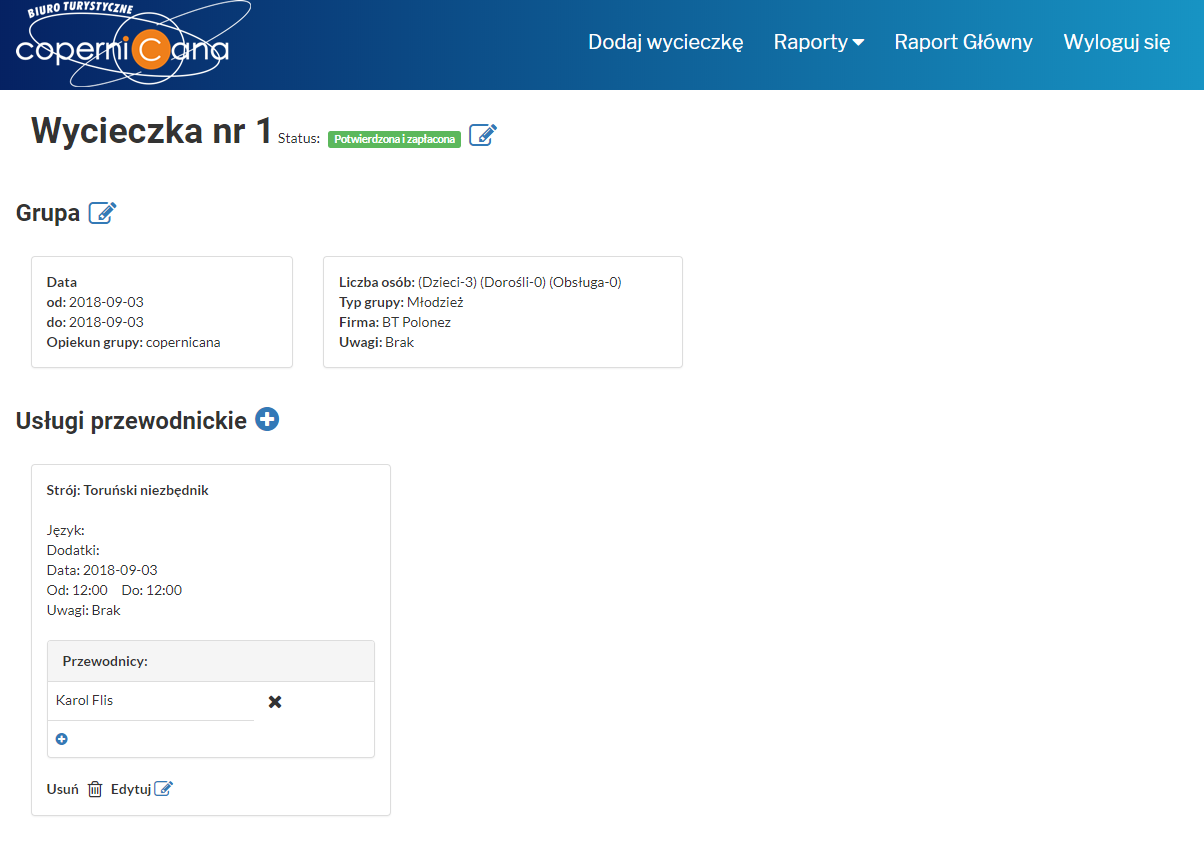 BIURO TURYSTYCZNE
coperniCana
Dodaj wycieczkę Raporty Raport Główny Wyloguj się
Wycieczka nr 1 Status: Potwierdzona i zapłacona
Grupa
Data
od: 2018-09-03
do: 2018-09-03
Opiekun grupy: copernicana
Liczba osób: (Dzieci-3) (Dorośli-0) (Obsługa-0)
Typ grupy: Młodzież
Firma: BT Polonez
Uwagi: Brak
Usługi przewodnickie
Strój: Toruński niezbędnik
Język:
Dodatki:
Data: 2018-09-03
Od: 12:00 Do: 12:00
Uwagi: Brak
Przewodnicy:
Karol Flis
Usuń Edytuj